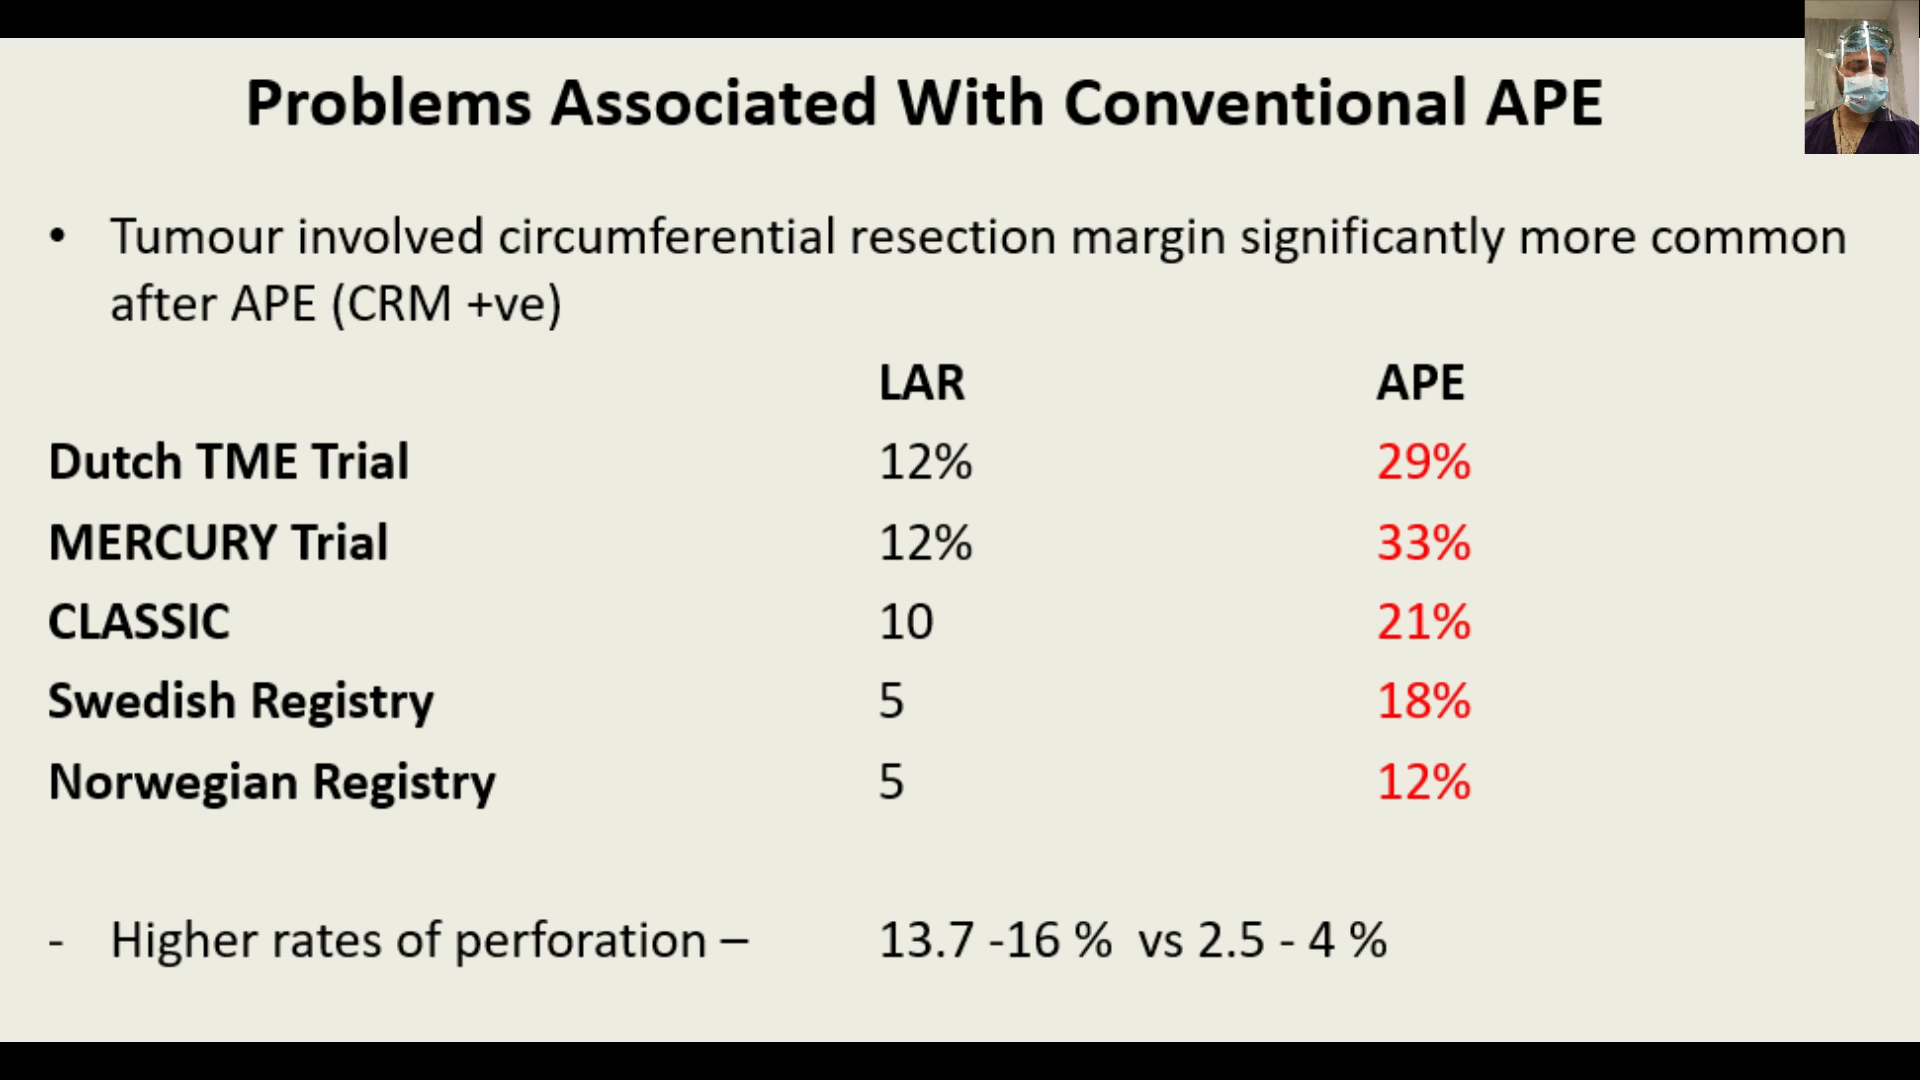 Problems Associated With Conventional APE
• Tumour involved circumferential resection margin significantly more common
after APE (CRM +ve)
LAR APE
Dutch TME Trial 12% 29%
MERCURY Trial 12% 33%
CLASSIC 10 21%
Swedish Registry 5 18%
Norwegian Registry 5 12%
- Higher rates of perforation – 13.7 -16 % vs 2.5 - 4 %